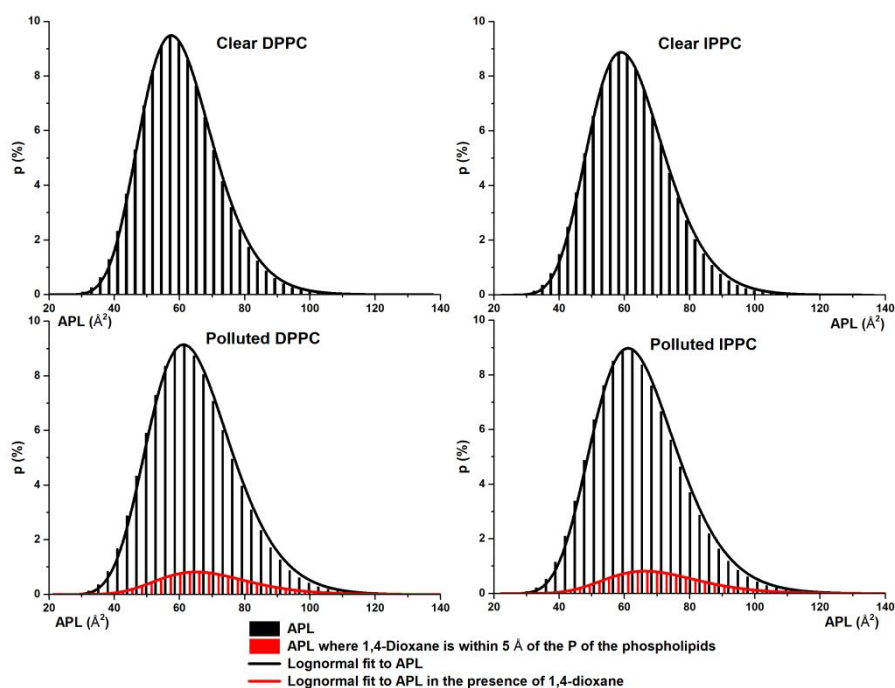 Clear DPPC
p (%)
10
8
6
4
2
0
20 40 60 80 100 120 140
APL (Å²)
Clear IPPC
p (%)
10
8
6
4
2
0
20 40 60 80 100 120 140
APL (Å²)
Polluted DPPC
p (%)
10
8
6
4
2
0
20 40 60 80 100 120 140
APL (Å²)
Polluted IPPC
p (%)
10
8
6
4
2
0
20 40 60 80 100 120 140
APL (Å²)
APL
APL where 1,4-Dioxane is within 5 Å of the P of the phospholipids
Lognormal fit to APL
Lognormal fit to APL in the presence of 1,4-dioxane